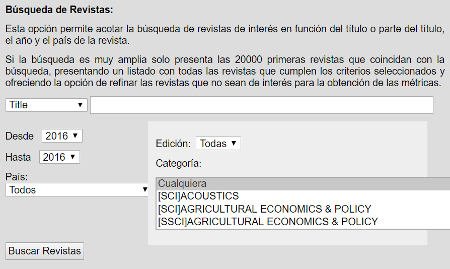 Búsqueda de Revistas:
Esta opción permite acotar la búsqueda de revistas de interés en función del título o parte del título,
el año y el país de la revista.
Si la búsqueda es muy amplia solo presenta las 20000 primeras revistas que coincidan con la
búsqueda, presentando un listado con todas las revistas que cumplen los criterios seleccionados y
ofreciendo la opción de refinar las revistas que no sean de interés para la obtención de las métricas.
Title
Desde 2016
Hasta 2016
País:
Todos
Edición: Todas
Categoría:
Cualquiera
[SCI]ACOUSTICS
[SCI]AGRICULTURAL ECONOMICS & POLICY
[SSCI]AGRICULTURAL ECONOMICS & POLICY
Buscar Revistas